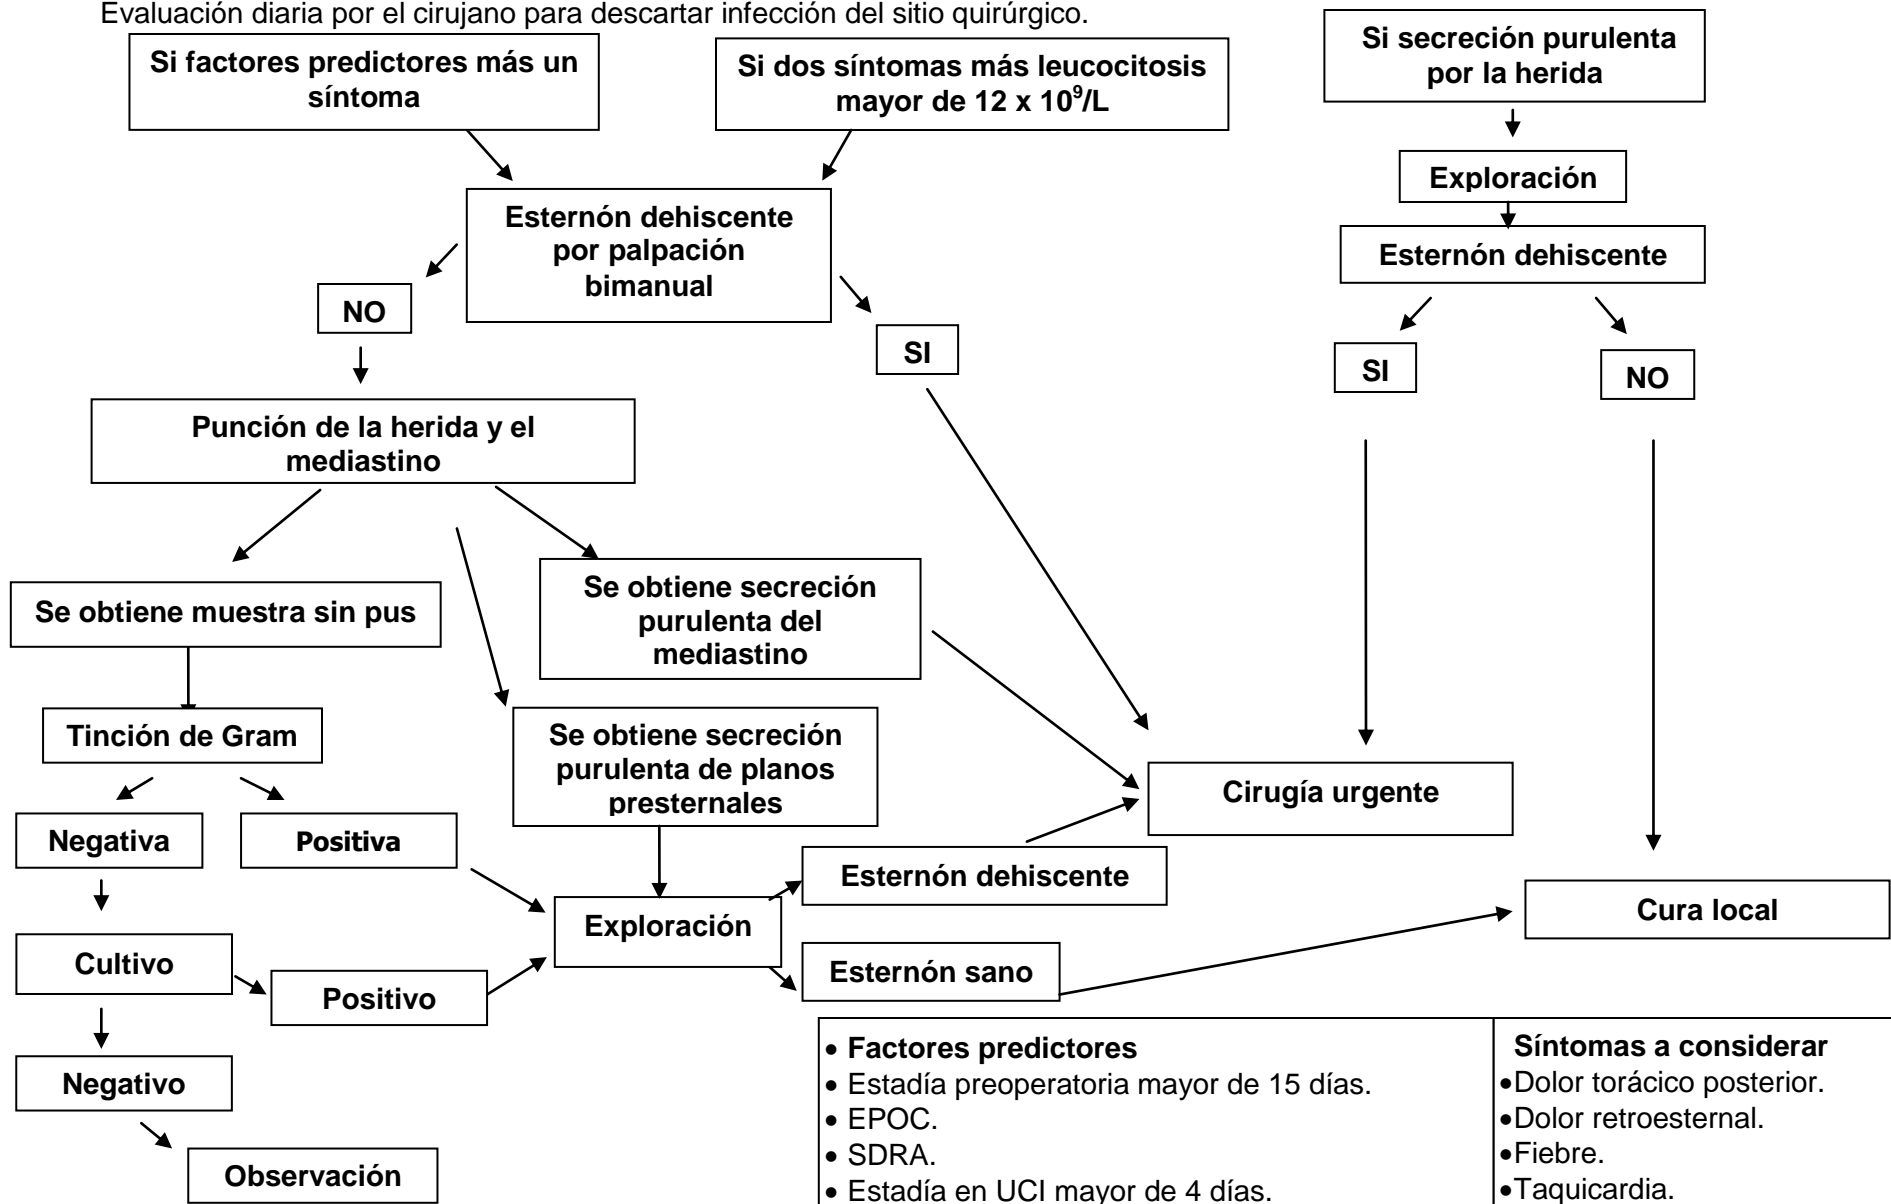 Evaluación diaria por el cirujano para descartar infección del sitio quirúrgico.
Si factores predictores más un
síntoma
Si dos síntomas más leucocitosis
mayor de 12 x 10⁹/L
Si secreción purulenta
por la herida
Exploración
Esternón dehiscente
por palpación
bimanual
Esternón dehiscente
NO
SI
SI
NO
Punción de la herida y el
mediastino
Se obtiene muestra sin pus
Se obtiene secreción
purulenta del
mediastino
Tinción de Gram
Se obtiene secreción
purulenta de planos
presternales
Cirugía urgente
Negativa
Positiva
Esternón dehiscente
Exploración
Cura local
Cultivo
Esternón sano
Positivo
Negativo
Observación
• Factores predictores
• Estadía preoperatoria mayor de 15 días.
• EPOC.
• SDRA.
• Estadía en UCI mayor de 4 días.
Síntomas a considerar
•Dolor torácico posterior.
•Dolor retroesternal.
•Fiebre.
•Taquicardia.